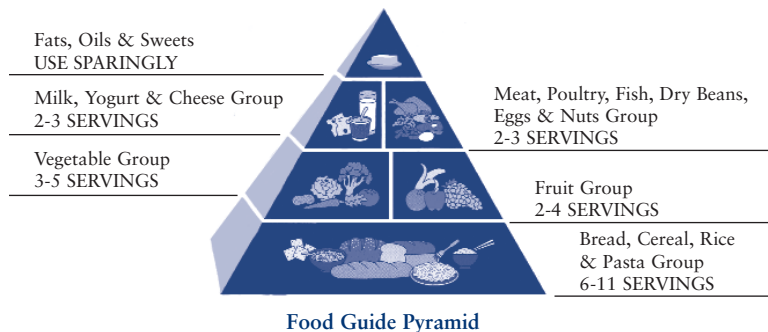 Fats, Oils & Sweets
USE SPARINGLY
Milk, Yogurt & Cheese Group
2-3 SERVINGS
Vegetable Group
3-5 SERVINGS
Meat, Poultry, Fish, Dry Beans,
Eggs & Nuts Group
2-3 SERVINGS
Fruit Group
2-4 SERVINGS
Bread, Cereal, Rice
& Pasta Group
6-11 SERVINGS
Food Guide Pyramid